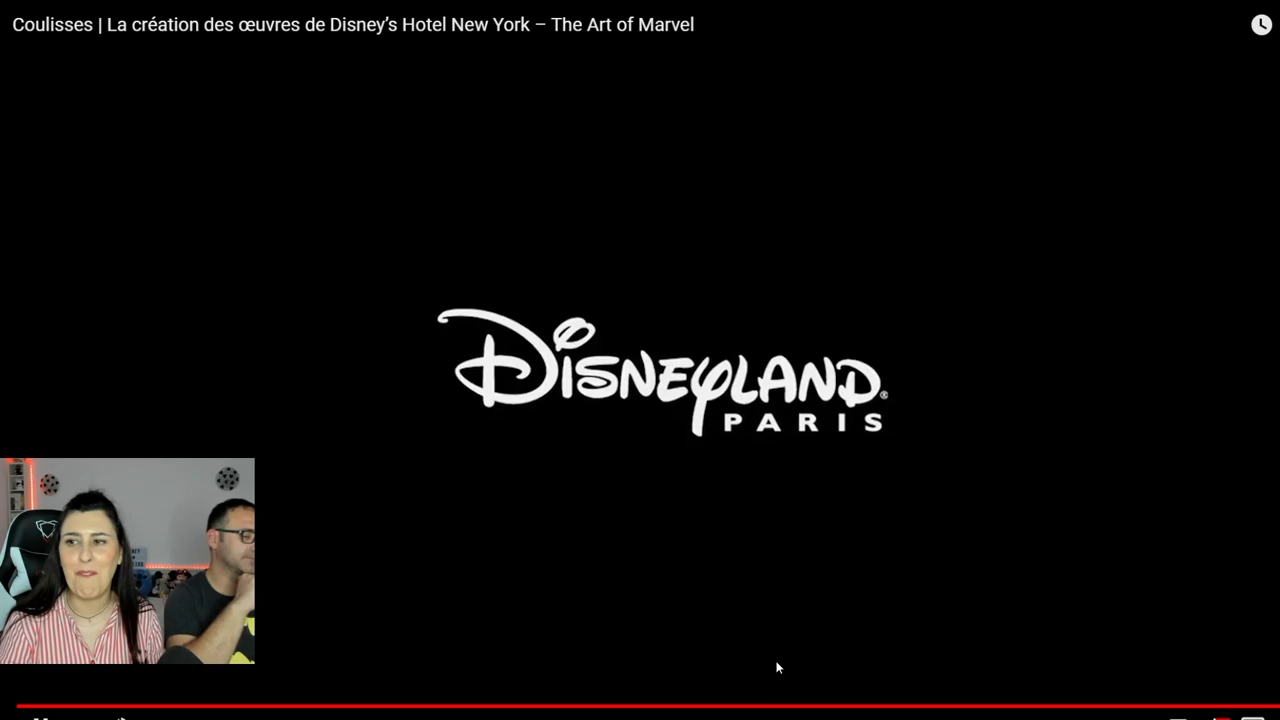 Coulisses | La création des œuvres de Disney’s Hotel New York – The Art of Marvel
Disneyland®
PARIS